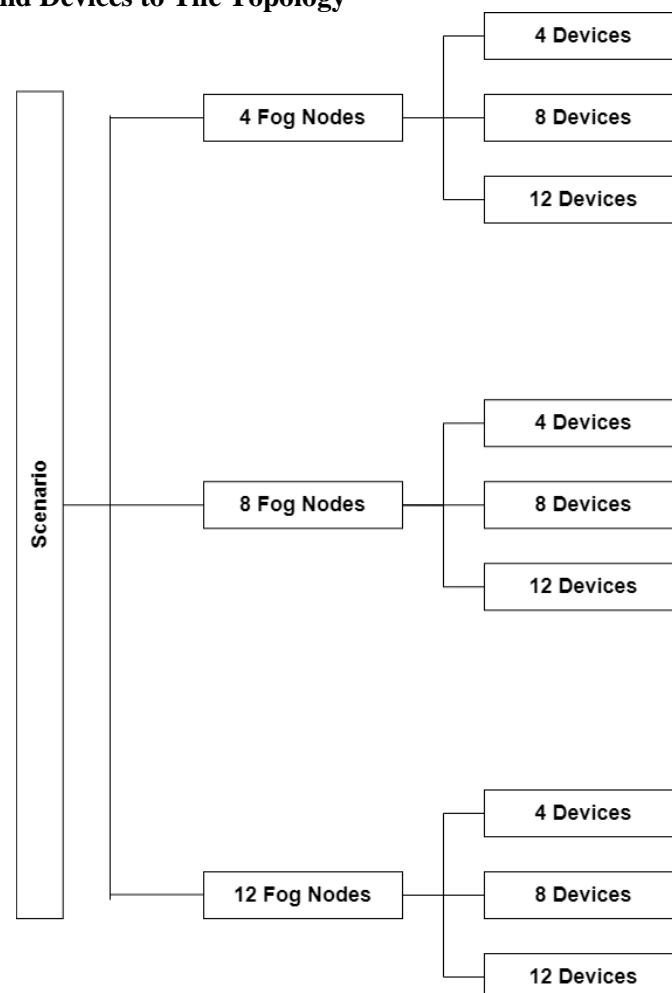 nd Devices to The Topology
Scenario
4 Fog Nodes
4 Devices
8 Devices
12 Devices
8 Fog Nodes
4 Devices
8 Devices
12 Devices
12 Fog Nodes
4 Devices
8 Devices
12 Devices